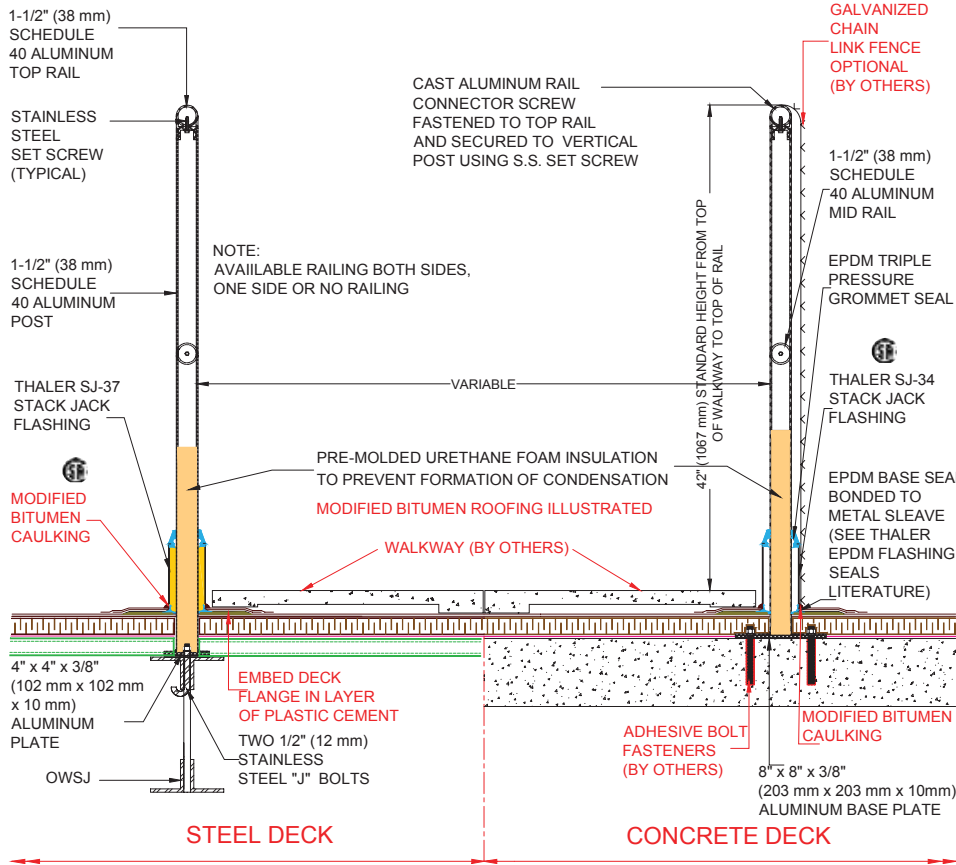 1-1/2" (38 mm)
SCHEDULE
40 ALUMINUM
TOP RAIL
STAINLESS
STEEL
SET SCREW
(TYPICAL)
1-1/2" (38 mm)
SCHEDULE
40 ALUMINUM
POST
NOTE:
AVAIILABLE RAILING BOTH SIDES,
ONE SIDE OR NO RAILING
CAST ALUMINUM RAIL
CONNECTOR SCREW
FASTENED TO TOP RAIL
AND SECURED TO VERTICAL
POST USING S.S. SET SCREW
GALVANIZED
CHAIN
LINK FENCE
OPTIONAL
(BY OTHERS)
1-1/2" (38 mm)
SCHEDULE
40 ALUMINUM
MID RAIL
EPDM TRIPLE
PRESSURE
GROMMET SEAL
42" (1067 mm) STANDARD HEIGHT FROM TOP
OF WALKWAY TO TOP OF RAIL
VARIABLE
THALER SJ-37
STACK JACK
FLASHING
MODIFIED
BITUMEN
CAULKING
PRE-MOLDED URETHANE FOAM INSULATION
TO PREVENT FORMATION OF CONDENSATION
MODIFIED BITUMEN ROOFING ILLUSTRATED
WALKWAY (BY OTHERS)
THALER SJ-34
STACK JACK
FLASHING
EPDM BASE SEA
BONDED TO
METAL SLEAVE
(SEE THALER
EPDM FLASHING
SEALS
LITERATURE)
4" x 4" x 3/8"
(102 mm x 102 mm
x 10 mm)
ALUMINUM
PLATE
OWSJ
EMBED DECK
FLANGE IN LAYER
OF PLASTIC CEMENT
TWO 1/2" (12 mm)
STAINLESS
STEEL "J" BOLTS
ADHESIVE BOLT
FASTENERS
(BY OTHERS)
MODIFIED BITUMEN
CAULKING
8" x 8" x 3/8"
(203 mm x 203 mm x 10mm)
ALUMINUM BASE PLATE
STEEL DECK
CONCRETE DECK